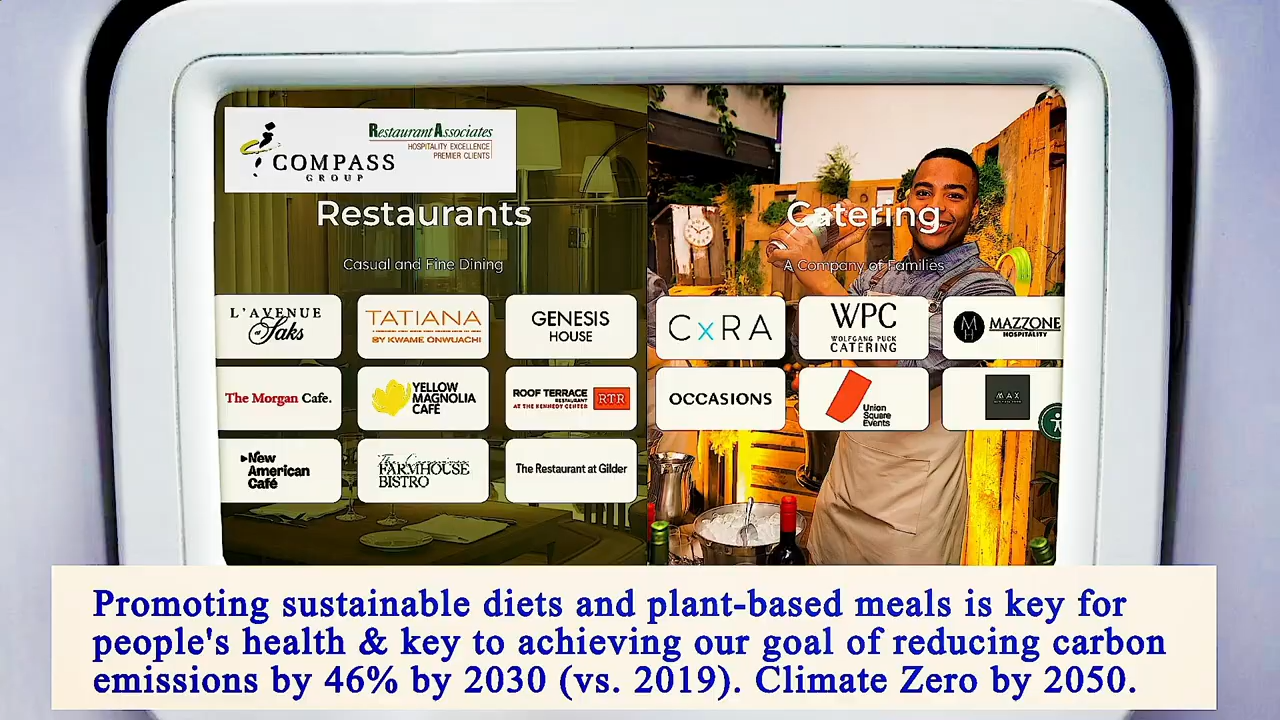 COMPASS
GROUP
Restaurant Associates
HOSPITALITY EXCELLENCE
PREMIER CLIENTS
Restaurants
Casual and Fine Dining
L'AVENUE
at Saks
TATIANA
BY KWAME ONWUACHI
GENESIS
HOUSE
The Morgan Cafe.
YELLOW
MAGNOLIA
CAFÉ
ROOF TERRACE
RESTAURANT
AT THE KENNEDY CENTER
RTR
New
American
Café
FARMHOUSE
BISTRO
The Restaurant at Gilder
Catering
A Company of Families
CxRA
WPC
WOLFGANG PUCK
CATERING
MH
MAZZONE
HOSPITALITY
OCCASIONS
Union
Square
Events
MAX
Promoting sustainable diets and plant-based meals is key for
people's health & key to achieving our goal of reducing carbon
emissions by 46% by 2030 (vs. 2019). Climate Zero by 2050.